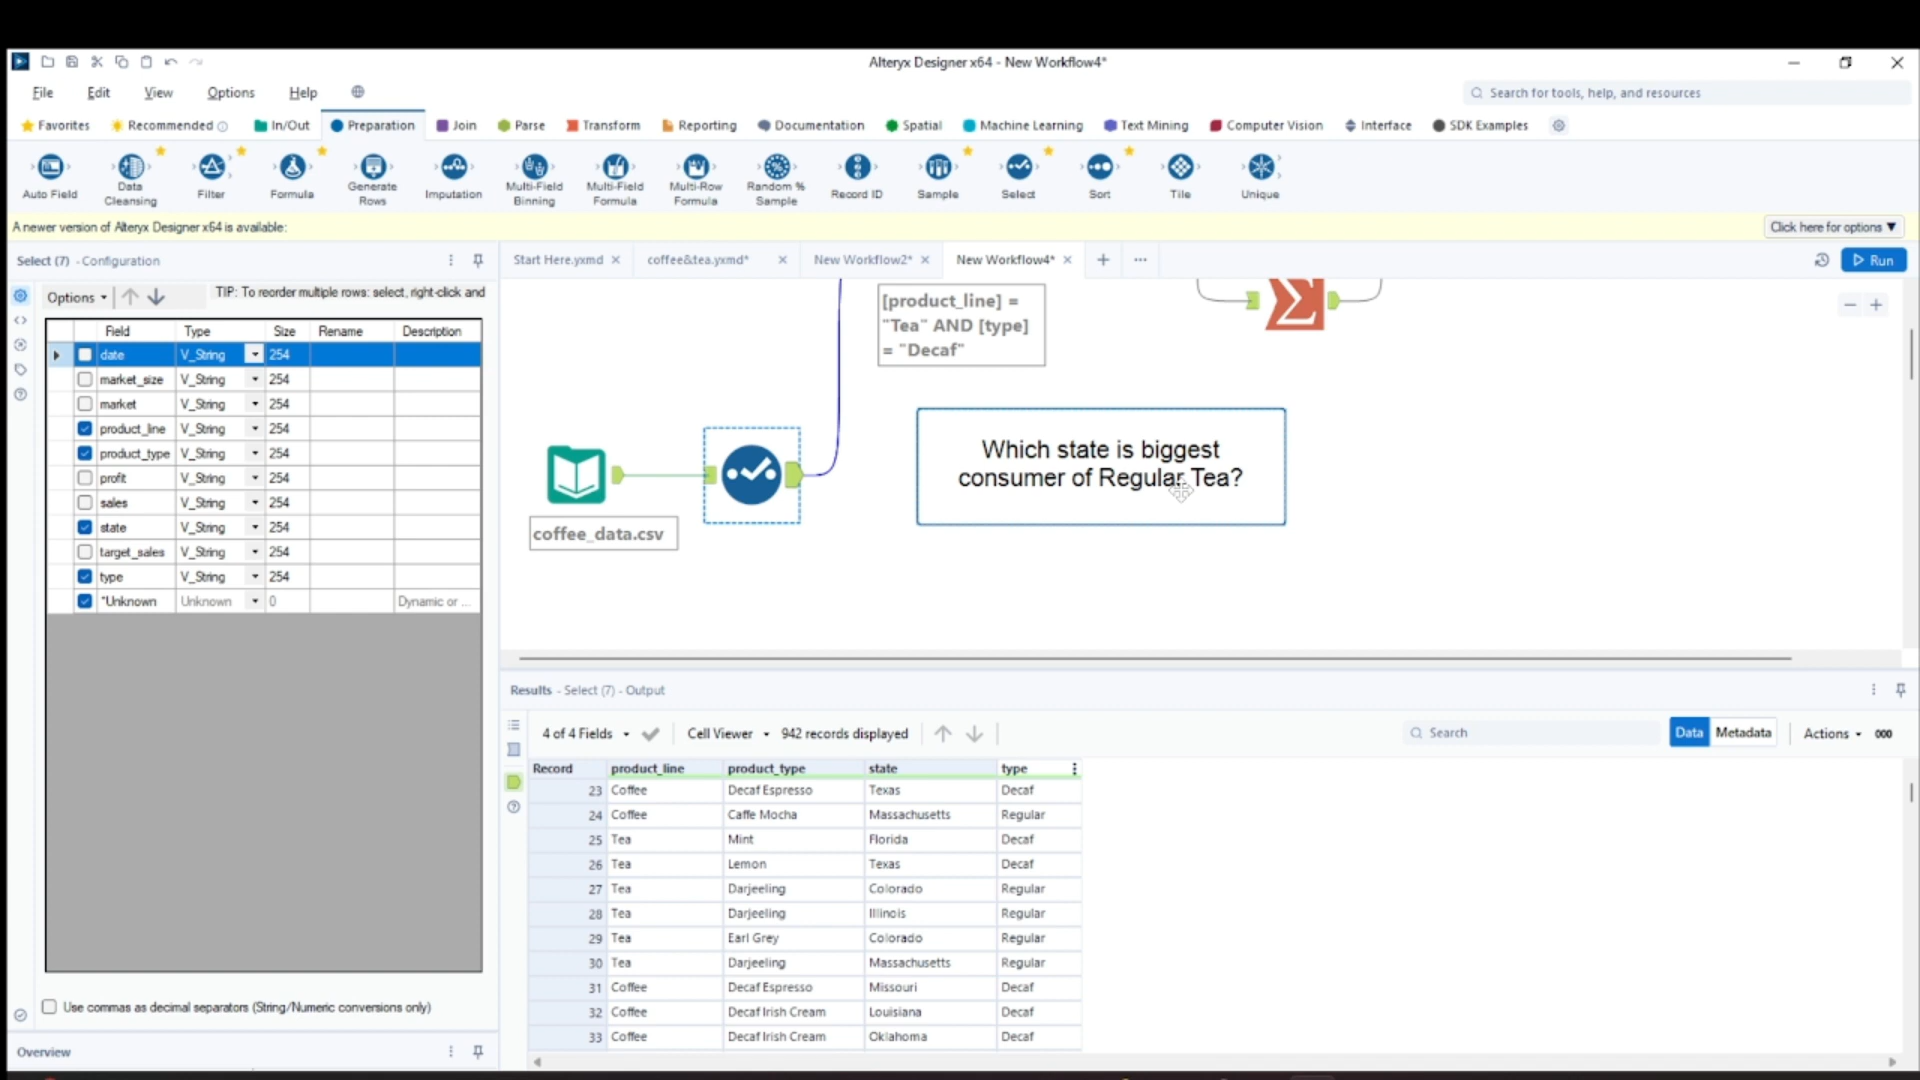 Alteryx Designer x64 - New Workflow4*
File Edit View Options Help
Search for tools, help, and resources
Favorites Recommended In/Out Preparation Join Parse Transform Reporting Documentation Spatial Machine Learning Text Mining Computer Vision Interface SDK Examples
Auto Field
Data Cleansing
Filter
Formula
Generate Rows
Imputation
Multi-Field Binning
Multi-Field Formula
Multi-Row Formula
Random % Sample
Record ID
Sample
Select
Sort
Tile
Unique
A newer version of Alteryx Designer x64 is available:
Click here for options ▼
Select (7) - Configuration
Options
TIP: To reorder multiple rows: select, right-click and
Field Type Size Rename Description
date V_String 254
market_size V_String 254
market V_String 254
product_line V_String 254
product_type V_String 254
profit V_String 254
sales V_String 254
state V_String 254
target_sales V_String 254
type V_String 254
*Unknown Unknown 0 Dynamic or ...
Use commas as decimal separators (String/Numeric conversions only)
Overview
Start Here.yxmd coffee&tea.yxmd* New Workflow2* New Workflow4*
Run
[product_line] =
"Tea" AND [type]
= "Decaf"
Σ
coffee_data.csv
Which state is biggest
consumer of Regular Tea?
Results - Select (7) - Output
4 of 4 Fields Cell Viewer 942 records displayed
Search
Data Metadata
Actions
000
Record product_line product_type state type
23 Coffee Decaf Espresso Texas Decaf
24 Coffee Caffe Mocha Massachusetts Regular
25 Tea Mint Florida Decaf
26 Tea Lemon Texas Decaf
27 Tea Darjeeling Colorado Regular
28 Tea Darjeeling Illinois Regular
29 Tea Earl Grey Colorado Regular
30 Tea Darjeeling Massachusetts Regular
31 Coffee Decaf Espresso Missouri Decaf
32 Coffee Decaf Irish Cream Louisiana Decaf
33 Coffee Decaf Irish Cream Oklahoma Decaf